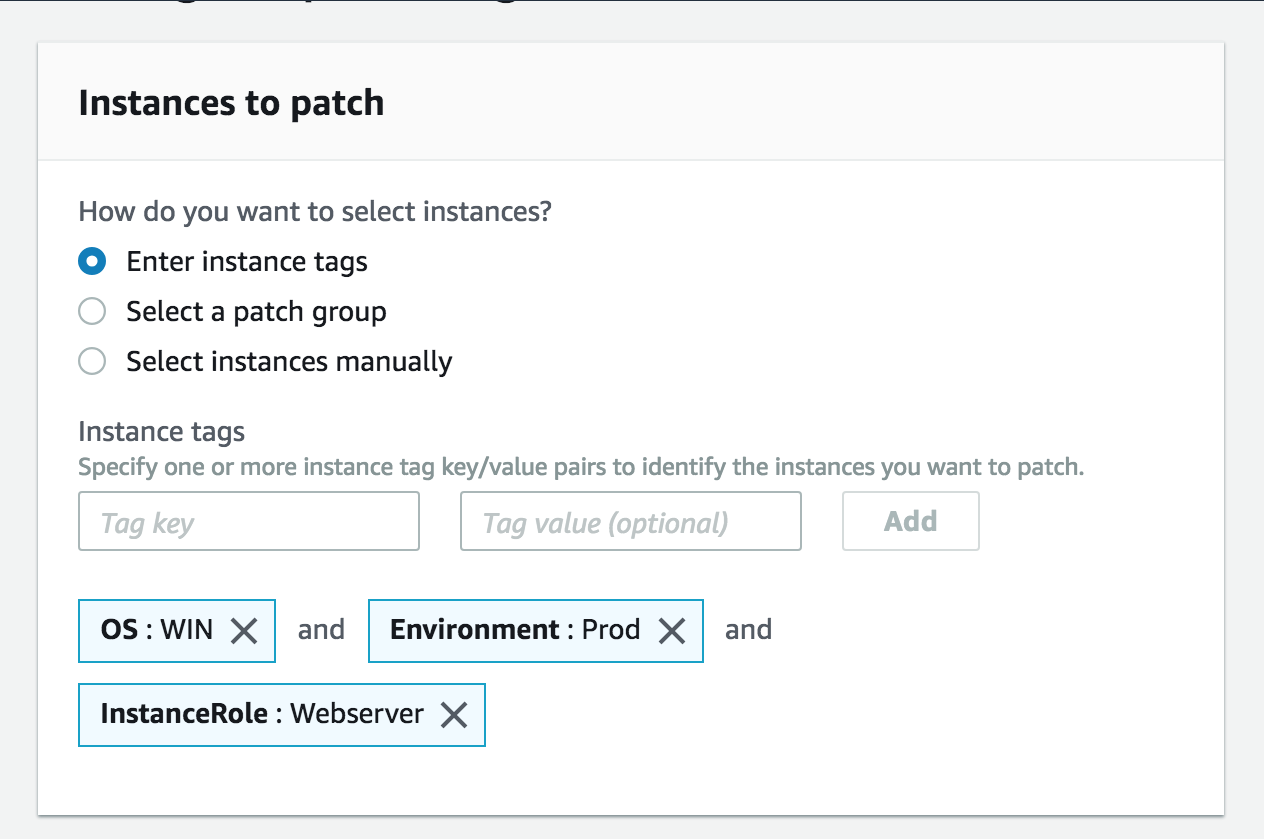 Instances to patch
How do you want to select instances?
Enter instance tags
Select a patch group
Select instances manually
Instance tags
Specify one or more instance tag key/value pairs to identify the instances you want to patch.
Tag key Tag value (optional) Add
OS : WIN and Environment : Prod and
InstanceRole : Webserver